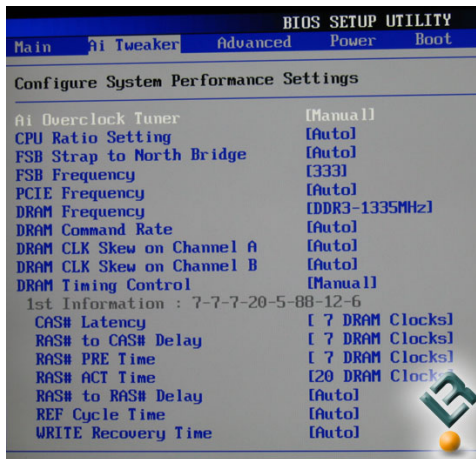 BIOS SETUP UTILITY
Main Ai Tweaker Advanced Power Boot
Configure System Performance Settings
Ai Overclock Tuner [Manual]
CPU Ratio Setting [Auto]
FSB Strap to North Bridge [Auto]
FSB Frequency [333]
PCIE Frequency [Auto]
DRAM Frequency [DDR3-1335MHz]
DRAM Command Rate [Auto]
DRAM CLK Skew on Channel A [Auto]
DRAM CLK Skew on Channel B [Auto]
DRAM Timing Control [Manual]
1st Information : 7-7-7-20-5-88-12-6
CAS# Latency [ 7 DRAM Clocks]
RAS# to CAS# Delay [ 7 DRAM Clocks]
RAS# PRE Time [ 7 DRAM Clocks]
RAS# ACT Time [20 DRAM Clocks]
RAS# to RAS# Delay [Auto]
REF Cycle Time [Auto]
WRITE Recovery Time [Auto]